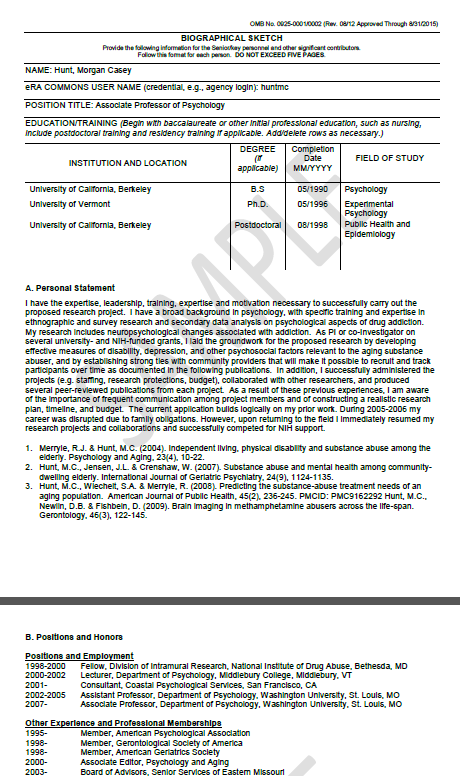 OMB No. 0925-0001/0002 (Rev. 08/12 Approved Through 8/31/2015)
BIOGRAPHICAL SKETCH
Provide the following information for the Senior/key personnel and other significant contributors.
Follow this format for each person. DO NOT EXCEED FIVE PAGES.
NAME: Hunt, Morgan Casey
eRA COMMONS USER NAME (credential, e.g., agency login): huntmc
POSITION TITLE: Associate Professor of Psychology
EDUCATION/TRAINING (Begin with baccalaureate or other initial professional education, such as nursing,
include postdoctoral training and residency training if applicable. Add/delete rows as necessary.)
INSTITUTION AND LOCATION
DEGREE
(if
applicable)
Completion
Date
MM/YYYY
FIELD OF STUDY
University of California, Berkeley B.S 05/1990 Psychology
University of Vermont Ph.D. 05/1996 Experimental
Psychology
University of California, Berkeley Postdoctoral 08/1998 Public Health and
Epidemiology
SAMPLE
A. Personal Statement
I have the expertise, leadership, training, expertise and motivation necessary to successfully carry out the
proposed research project. I have a broad background in psychology, with specific training and expertise in
ethnographic and survey research and secondary data analysis on psychological aspects of drug addiction.
My research includes neuropsychological changes associated with addiction. As PI or co-Investigator on
several university- and NIH-funded grants, I laid the groundwork for the proposed research by developing
effective measures of disability, depression, and other psychosocial factors relevant to the aging substance
abuser, and by establishing strong ties with community providers that will make it possible to recruit and track
participants over time as documented in the following publications. In addition, I successfully administered the
projects (e.g. staffing, research protections, budget), collaborated with other researchers, and produced
several peer-reviewed publications from each project. As a result of these previous experiences, I am aware
of the importance of frequent communication among project members and of constructing a realistic research
plan, timeline, and budget. The current application builds logically on my prior work. During 2005-2006 my
career was disrupted due to family obligations. However, upon returning to the field I immediately resumed my
research projects and collaborations and successfully competed for NIH support.
1. Merryle, R.J. & Hunt, M.C. (2004). Independent living, physical disability and substance abuse among the
elderly. Psychology and Aging, 23(4), 10-22.
2. Hunt, M.C., Jensen, J.L. & Crenshaw, W. (2007). Substance abuse and mental health among community-
dwelling elderly. International Journal of Geriatric Psychiatry, 24(9), 1124-1135.
3. Hunt, M.C., Wiechelt, S.A. & Merryle, R. (2008). Predicting the substance-abuse treatment needs of an
aging population. American Journal of Public Health, 45(2), 236-245. PMCID: PMC9162292 Hunt, M.C.,
Newlin, D.B. & Fishbein, D. (2009). Brain imaging in methamphetamine abusers across the life-span.
Gerontology, 46(3), 122-145.
B. Positions and Honors
Positions and Employment
1998-2000 Fellow, Division of Intramural Research, National Institute of Drug Abuse, Bethesda, MD
2000-2002 Lecturer, Department of Psychology, Middlebury College, Middlebury, VT
2001- Consultant, Coastal Psychological Services, San Francisco, CA
2002-2005 Assistant Professor, Department of Psychology, Washington University, St. Louis, MO
2007- Associate Professor, Department of Psychology, Washington University, St. Louis, MO
Other Experience and Professional Memberships
1995- Member, American Psychological Association
1998- Member, Gerontological Society of America
1998- Member, American Geriatrics Society
2000- Associate Editor, Psychology and Aging
2003- Board of Advisors, Senior Services of Eastern Missouri